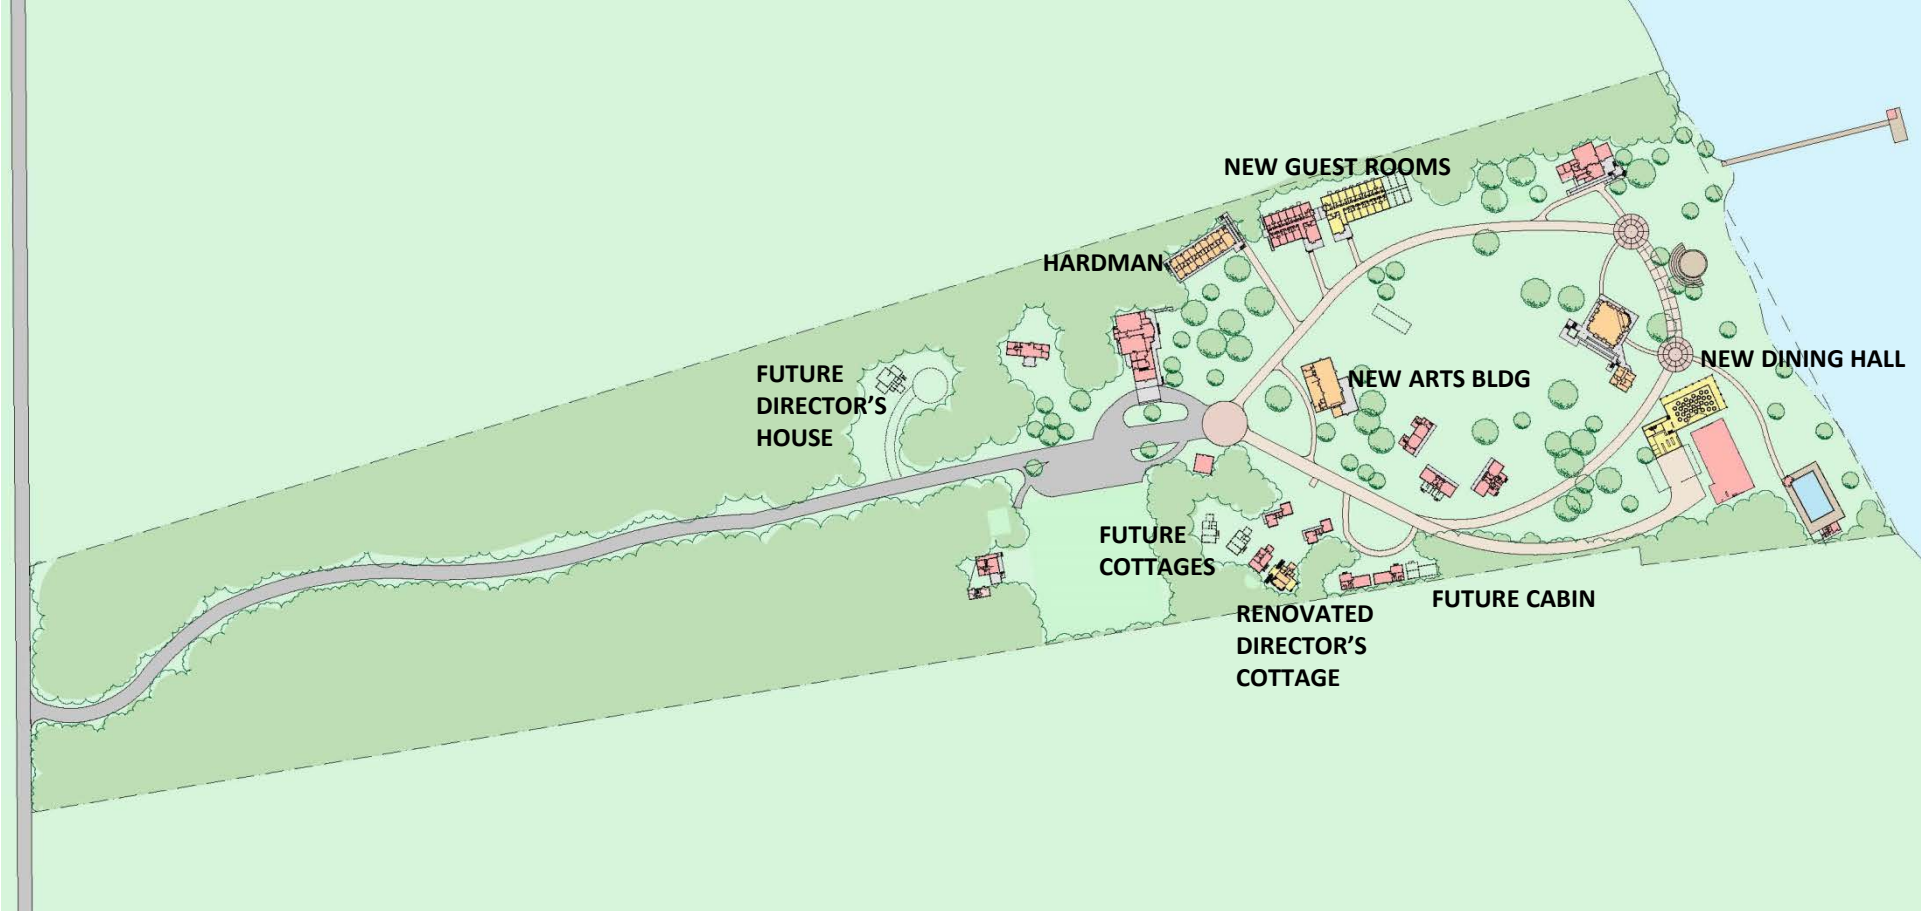 NEW GUEST ROOMS
HARDMAN
FUTURE
DIRECTOR'S
HOUSE
NEW ARTS BLDG
NEW DINING HALL
FUTURE
COTTAGES
RENOVATED
DIRECTOR'S
COTTAGE
FUTURE CABIN